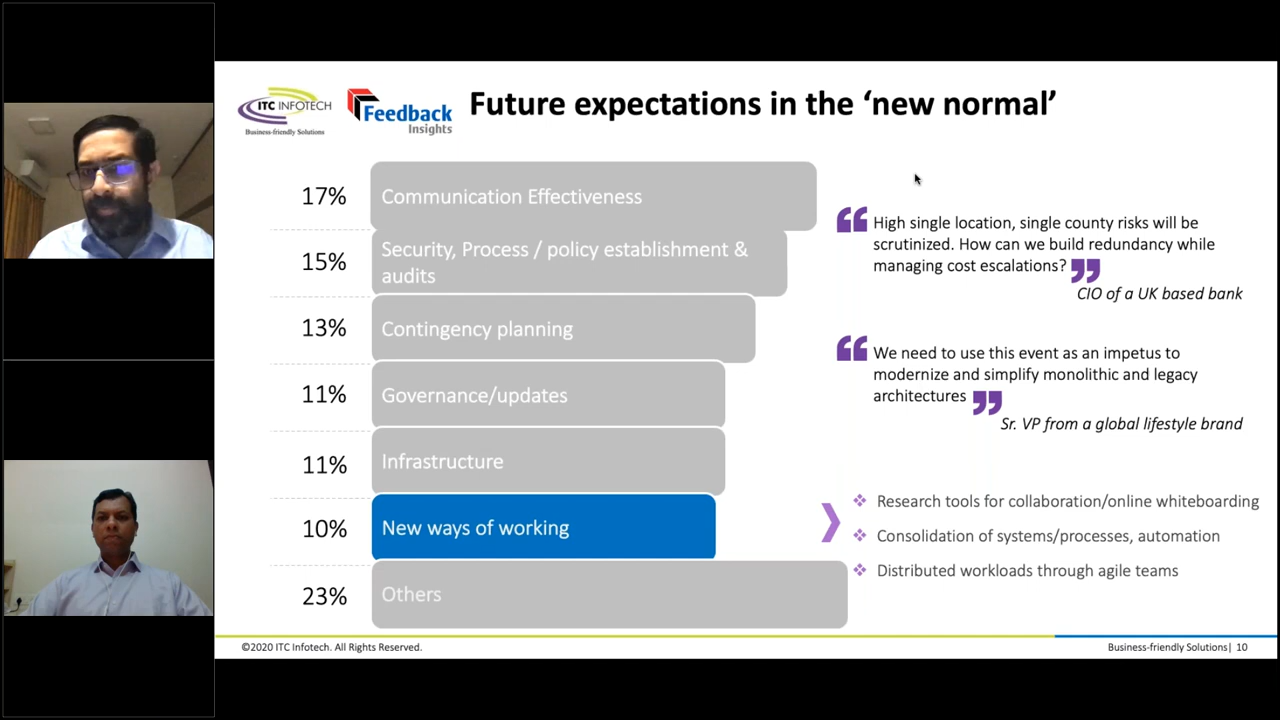 ITC INFOTECH
Business-friendly Solutions
Feedback
Insights
Future expectations in the ‘new normal’
17% Communication Effectiveness
15% Security, Process / policy establishment &
audits
13% Contingency planning
11% Governance/updates
11% Infrastructure
10% New ways of working
23% Others
High single location, single county risks will be
scrutinized. How can we build redundancy while
managing cost escalations?
CIO of a UK based bank
We need to use this event as an impetus to
modernize and simplify monolithic and legacy
architectures
Sr. VP from a global lifestyle brand
Research tools for collaboration/online whiteboarding
Consolidation of systems/processes, automation
Distributed workloads through agile teams
©2020 ITC Infotech. All Rights Reserved.
Business-friendly Solutions| 10